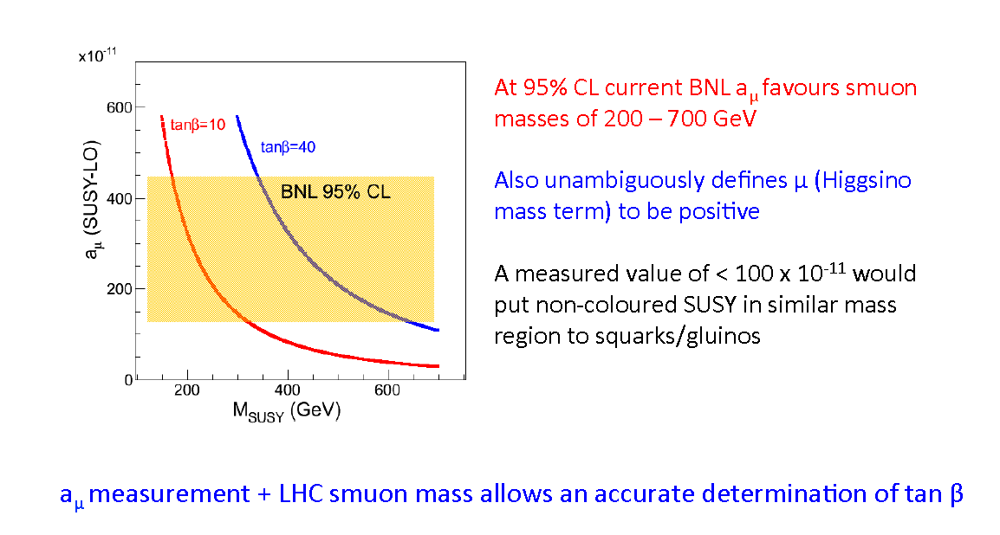 x10⁻¹¹
600
400
200
0
200
400
600
aμ (SUSY-LO)
MSUSY (GeV)
tanβ=10
tanβ=40
BNL 95% CL
At 95% CL current BNL aμ favours smuon
masses of 200 – 700 GeV
Also unambiguously defines μ (Higgsino
mass term) to be positive
A measured value of < 100 x 10⁻¹¹ would
put non-coloured SUSY in similar mass
region to squarks/gluinos
aμ measurement + LHC smuon mass allows an accurate determination of tan β